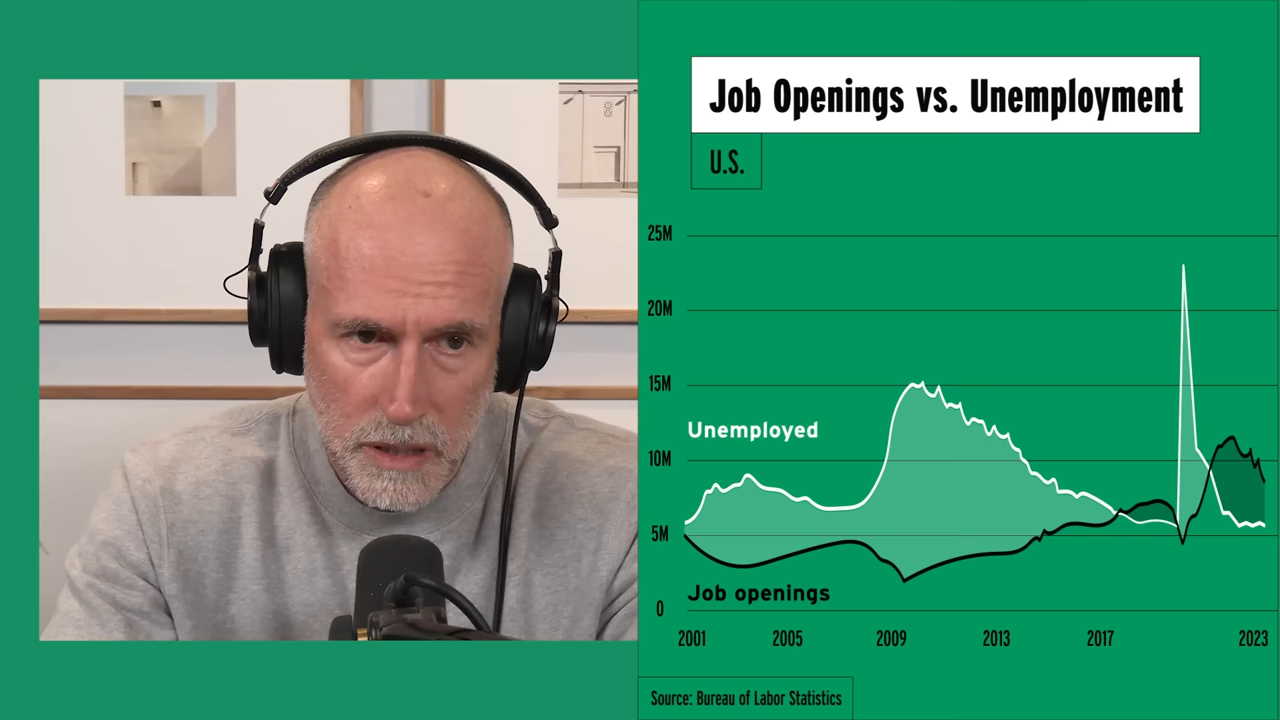 Job Openings vs. Unemployment
U.S.
25M
20M
15M
Unemployed
10M
5M
Job openings
0
2001 2005 2009 2013 2017 2023
Source: Bureau of Labor Statistics